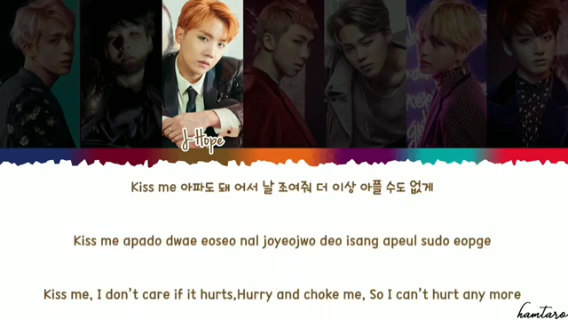 J-Hope
Kiss me 아파도 돼 어서 날 조여줘 더 이상 아플 수도 없게
Kiss me apado dwae eoseo nal joyeojwo deo isang apeul sudo eopge
Kiss me, I don't care if it hurts,Hurry and choke me, So I can't hurt any more
hamtaro